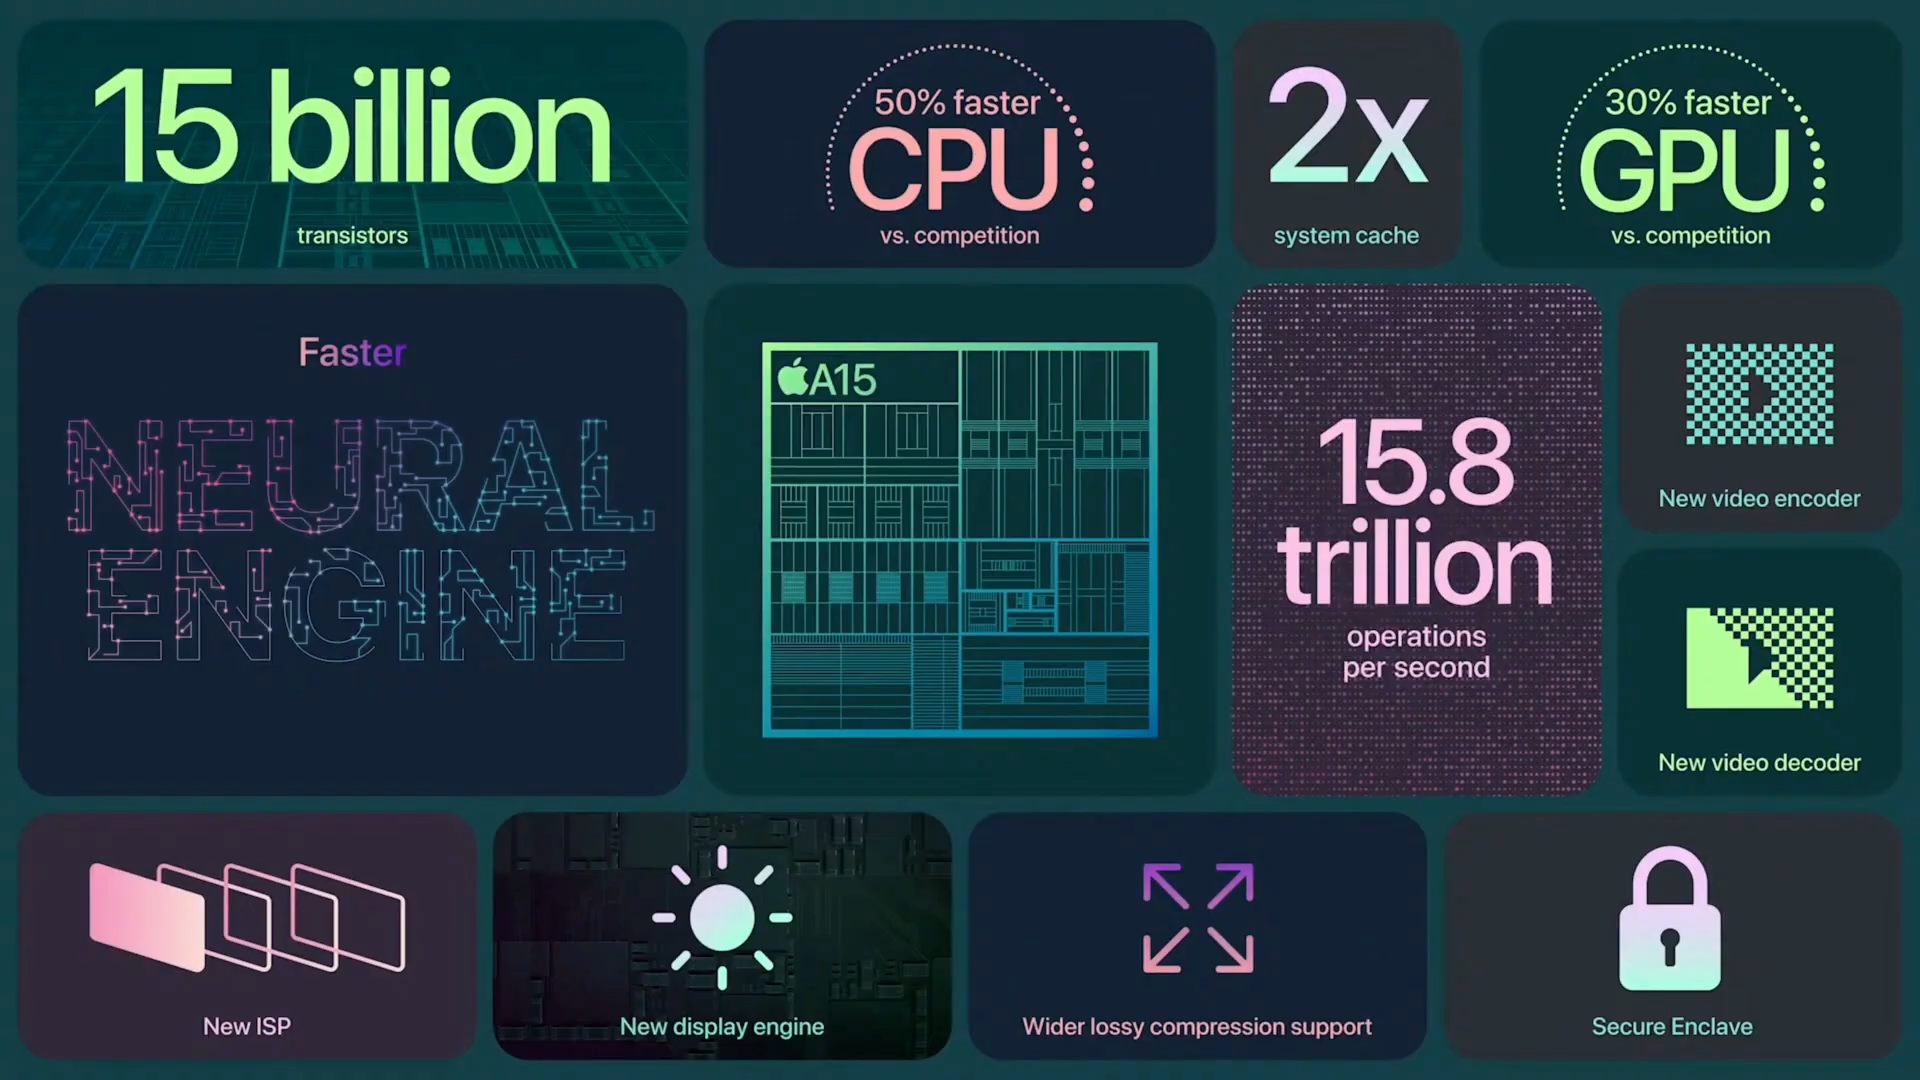 15 billion
transistors
50% faster
CPU
vs. competition
2x
system cache
30% faster
GPU
vs. competition
Faster
NEURAL
ENGINE
A15
15.8
trillion
operations
per second
New video encoder
New video decoder
New ISP
New display engine
Wider lossy compression support
Secure Enclave